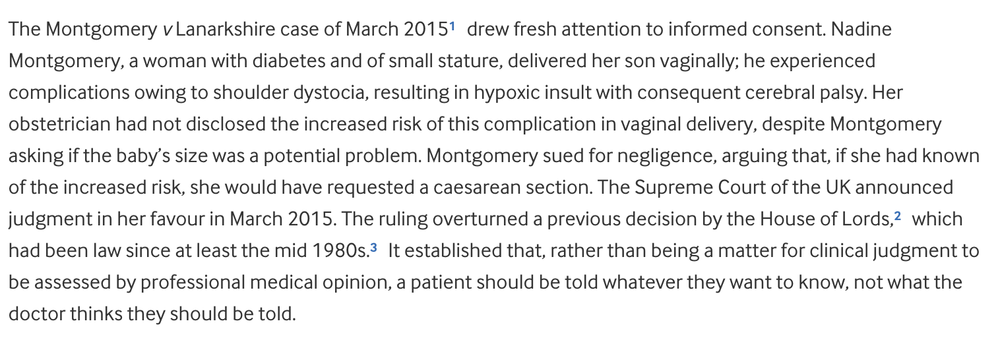 The Montgomery v Lanarkshire case of March 2015¹ drew fresh attention to informed consent. Nadine
Montgomery, a woman with diabetes and of small stature, delivered her son vaginally; he experienced
complications owing to shoulder dystocia, resulting in hypoxic insult with consequent cerebral palsy. Her
obstetrician had not disclosed the increased risk of this complication in vaginal delivery, despite Montgomery
asking if the baby’s size was a potential problem. Montgomery sued for negligence, arguing that, if she had known
of the increased risk, she would have requested a caesarean section. The Supreme Court of the UK announced
judgment in her favour in March 2015. The ruling overturned a previous decision by the House of Lords,² which
had been law since at least the mid 1980s.³ It established that, rather than being a matter for clinical judgment to
be assessed by professional medical opinion, a patient should be told whatever they want to know, not what the
doctor thinks they should be told.